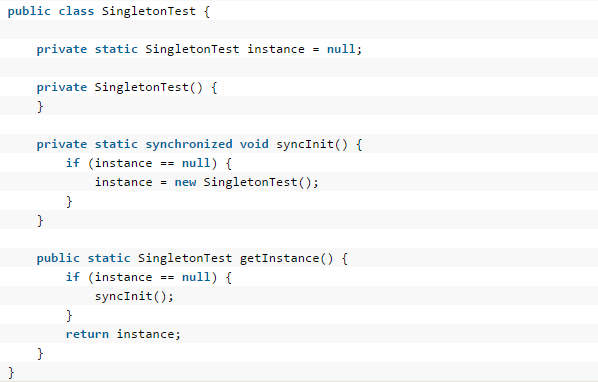 public class SingletonTest {
    private static SingletonTest instance = null;
    private SingletonTest() {
    }
    private static synchronized void syncInit() {
        if (instance == null) {
            instance = new SingletonTest();
        }
    }
    public static SingletonTest getInstance() {
        if (instance == null) {
            syncInit();
        }
        return instance;
    }
}